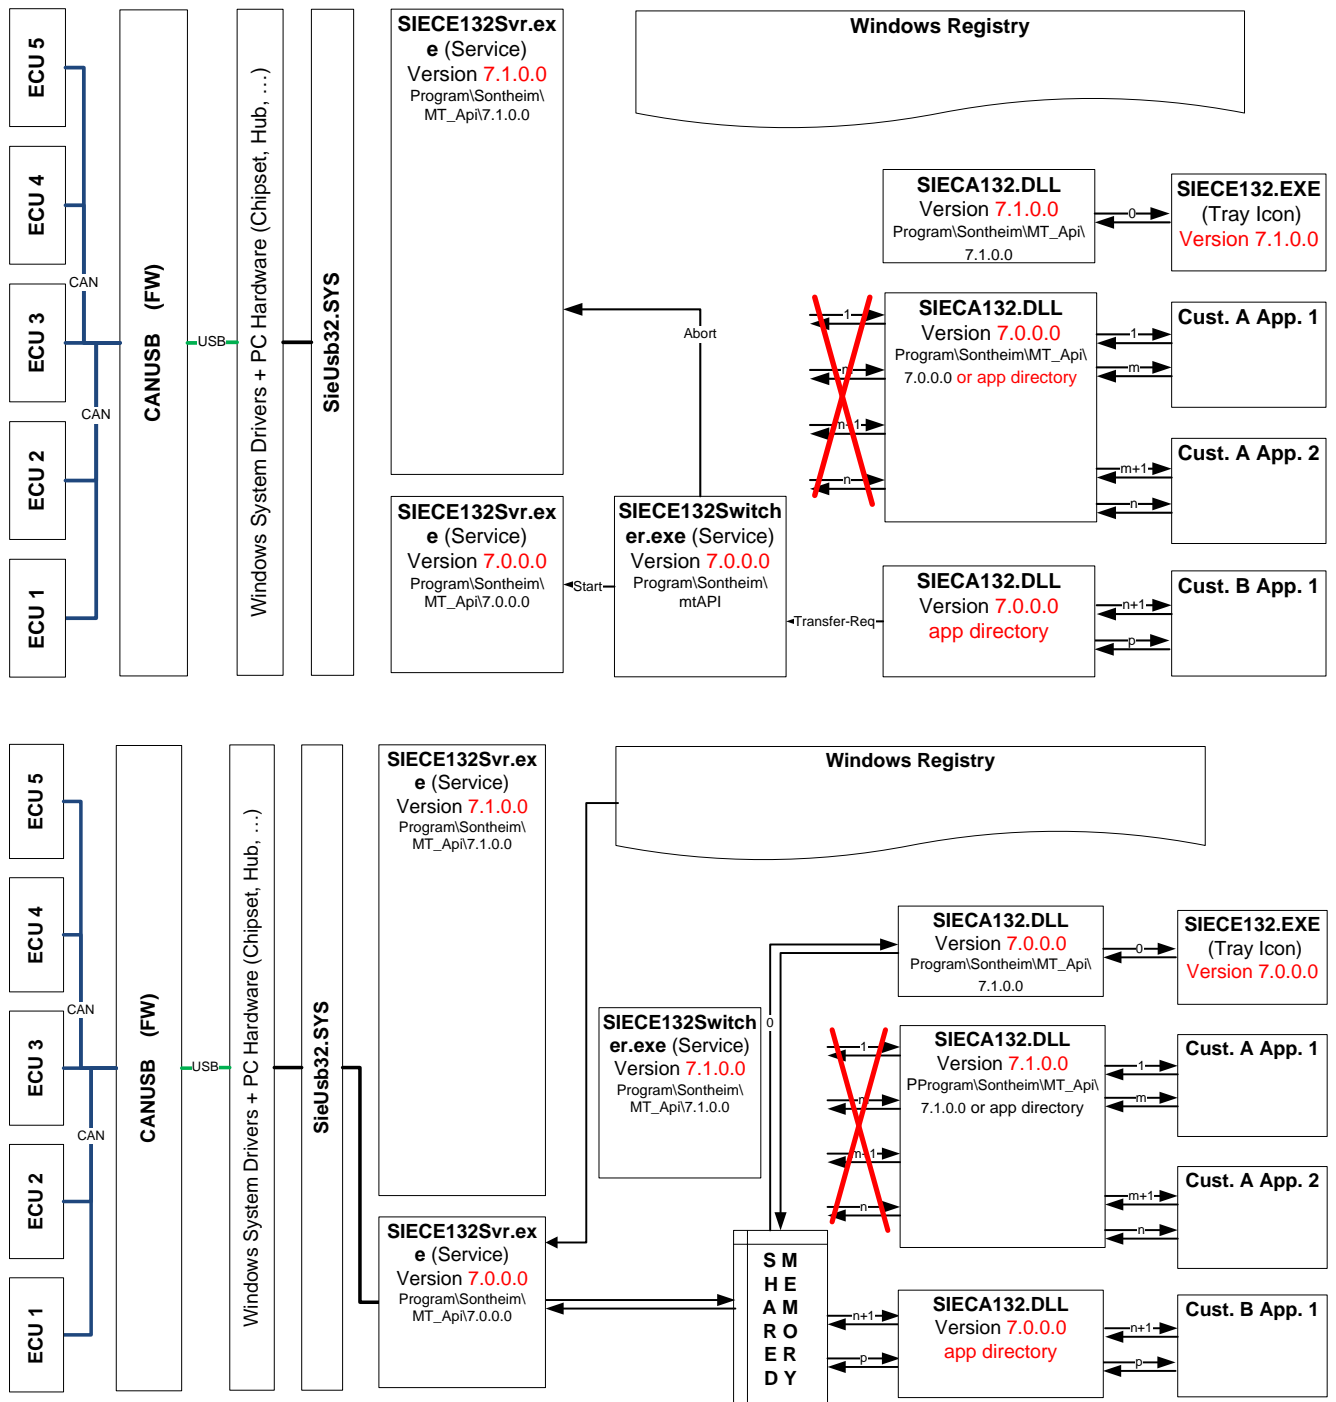 ECU 5
ECU 4
ECU 3
ECU 2
ECU 1
CAN
CAN
CANUSB (FW)
USB
Windows System Drivers + PC Hardware (Chipset, Hub, …)
SieUsb32.SYS
SIECE132Svr.ex
e (Service)
Version 7.1.0.0
Program\Sontheim\
MT_Api\7.1.0.0
SIECE132Svr.ex
e (Service)
Version 7.0.0.0
Program\Sontheim\
MT_Api\7.0.0.0
Start
Abort
SIECE132Switch
er.exe (Service)
Version 7.0.0.0
Program\Sontheim\
mtAPI
Transfer-Req
Windows Registry
SIECA132.DLL
Version 7.1.0.0
Program\Sontheim\MT_Api\
7.1.0.0
0
SIECE132.EXE
(Tray Icon)
Version 7.1.0.0
1
n
m+1
n
SIECA132.DLL
Version 7.0.0.0
Program\Sontheim\MT_Api\
7.0.0.0 or app directory
1
m
m+1
n
Cust. A App. 1
Cust. A App. 2
SIECA132.DLL
Version 7.0.0.0
app directory
n+1
p
Cust. B App. 1
ECU 5
ECU 4
ECU 3
ECU 2
ECU 1
CAN
CAN
CANUSB (FW)
USB
Windows System Drivers + PC Hardware (Chipset, Hub, …)
SieUsb32.SYS
SIECE132Svr.ex
e (Service)
Version 7.1.0.0
Program\Sontheim\
MT_Api\7.1.0.0
SIECE132Svr.ex
e (Service)
Version 7.0.0.0
Program\Sontheim\
MT_Api\7.0.0.0
Windows Registry
SIECE132Switch
er.exe (Service)
Version 7.1.0.0
Program\Sontheim\
MT_Api\7.1.0.0
0
SHARED
MEMORY
SIECA132.DLL
Version 7.0.0.0
Program\Sontheim\MT_Api\
7.1.0.0
0
SIECE132.EXE
(Tray Icon)
Version 7.0.0.0
1
n
m+1
n
SIECA132.DLL
Version 7.1.0.0
PProgram\Sontheim\MT_Api\
7.1.0.0 or app directory
1
m
m+1
n
Cust. A App. 1
Cust. A App. 2
n+1
p
SIECA132.DLL
Version 7.0.0.0
app directory
n+1
p
Cust. B App. 1